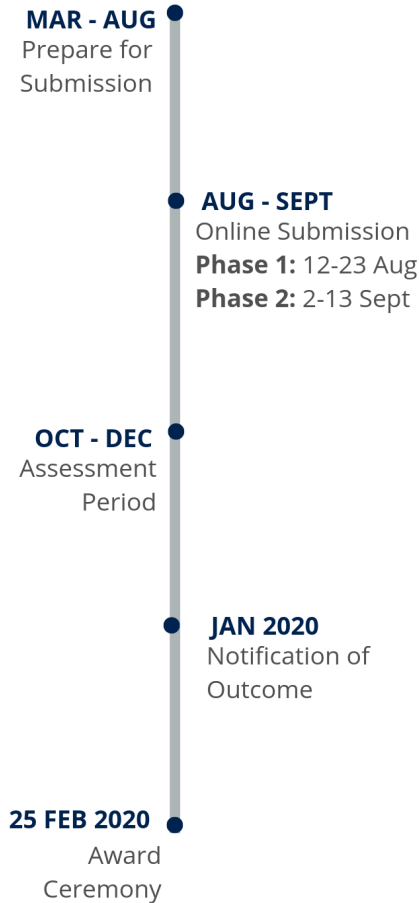 MAR - AUG
Prepare for
Submission
AUG - SEPT
Online Submission
Phase 1: 12-23 Aug
Phase 2: 2-13 Sept
OCT - DEC
Assessment
Period
JAN 2020
Notification of
Outcome
25 FEB 2020
Award
Ceremony